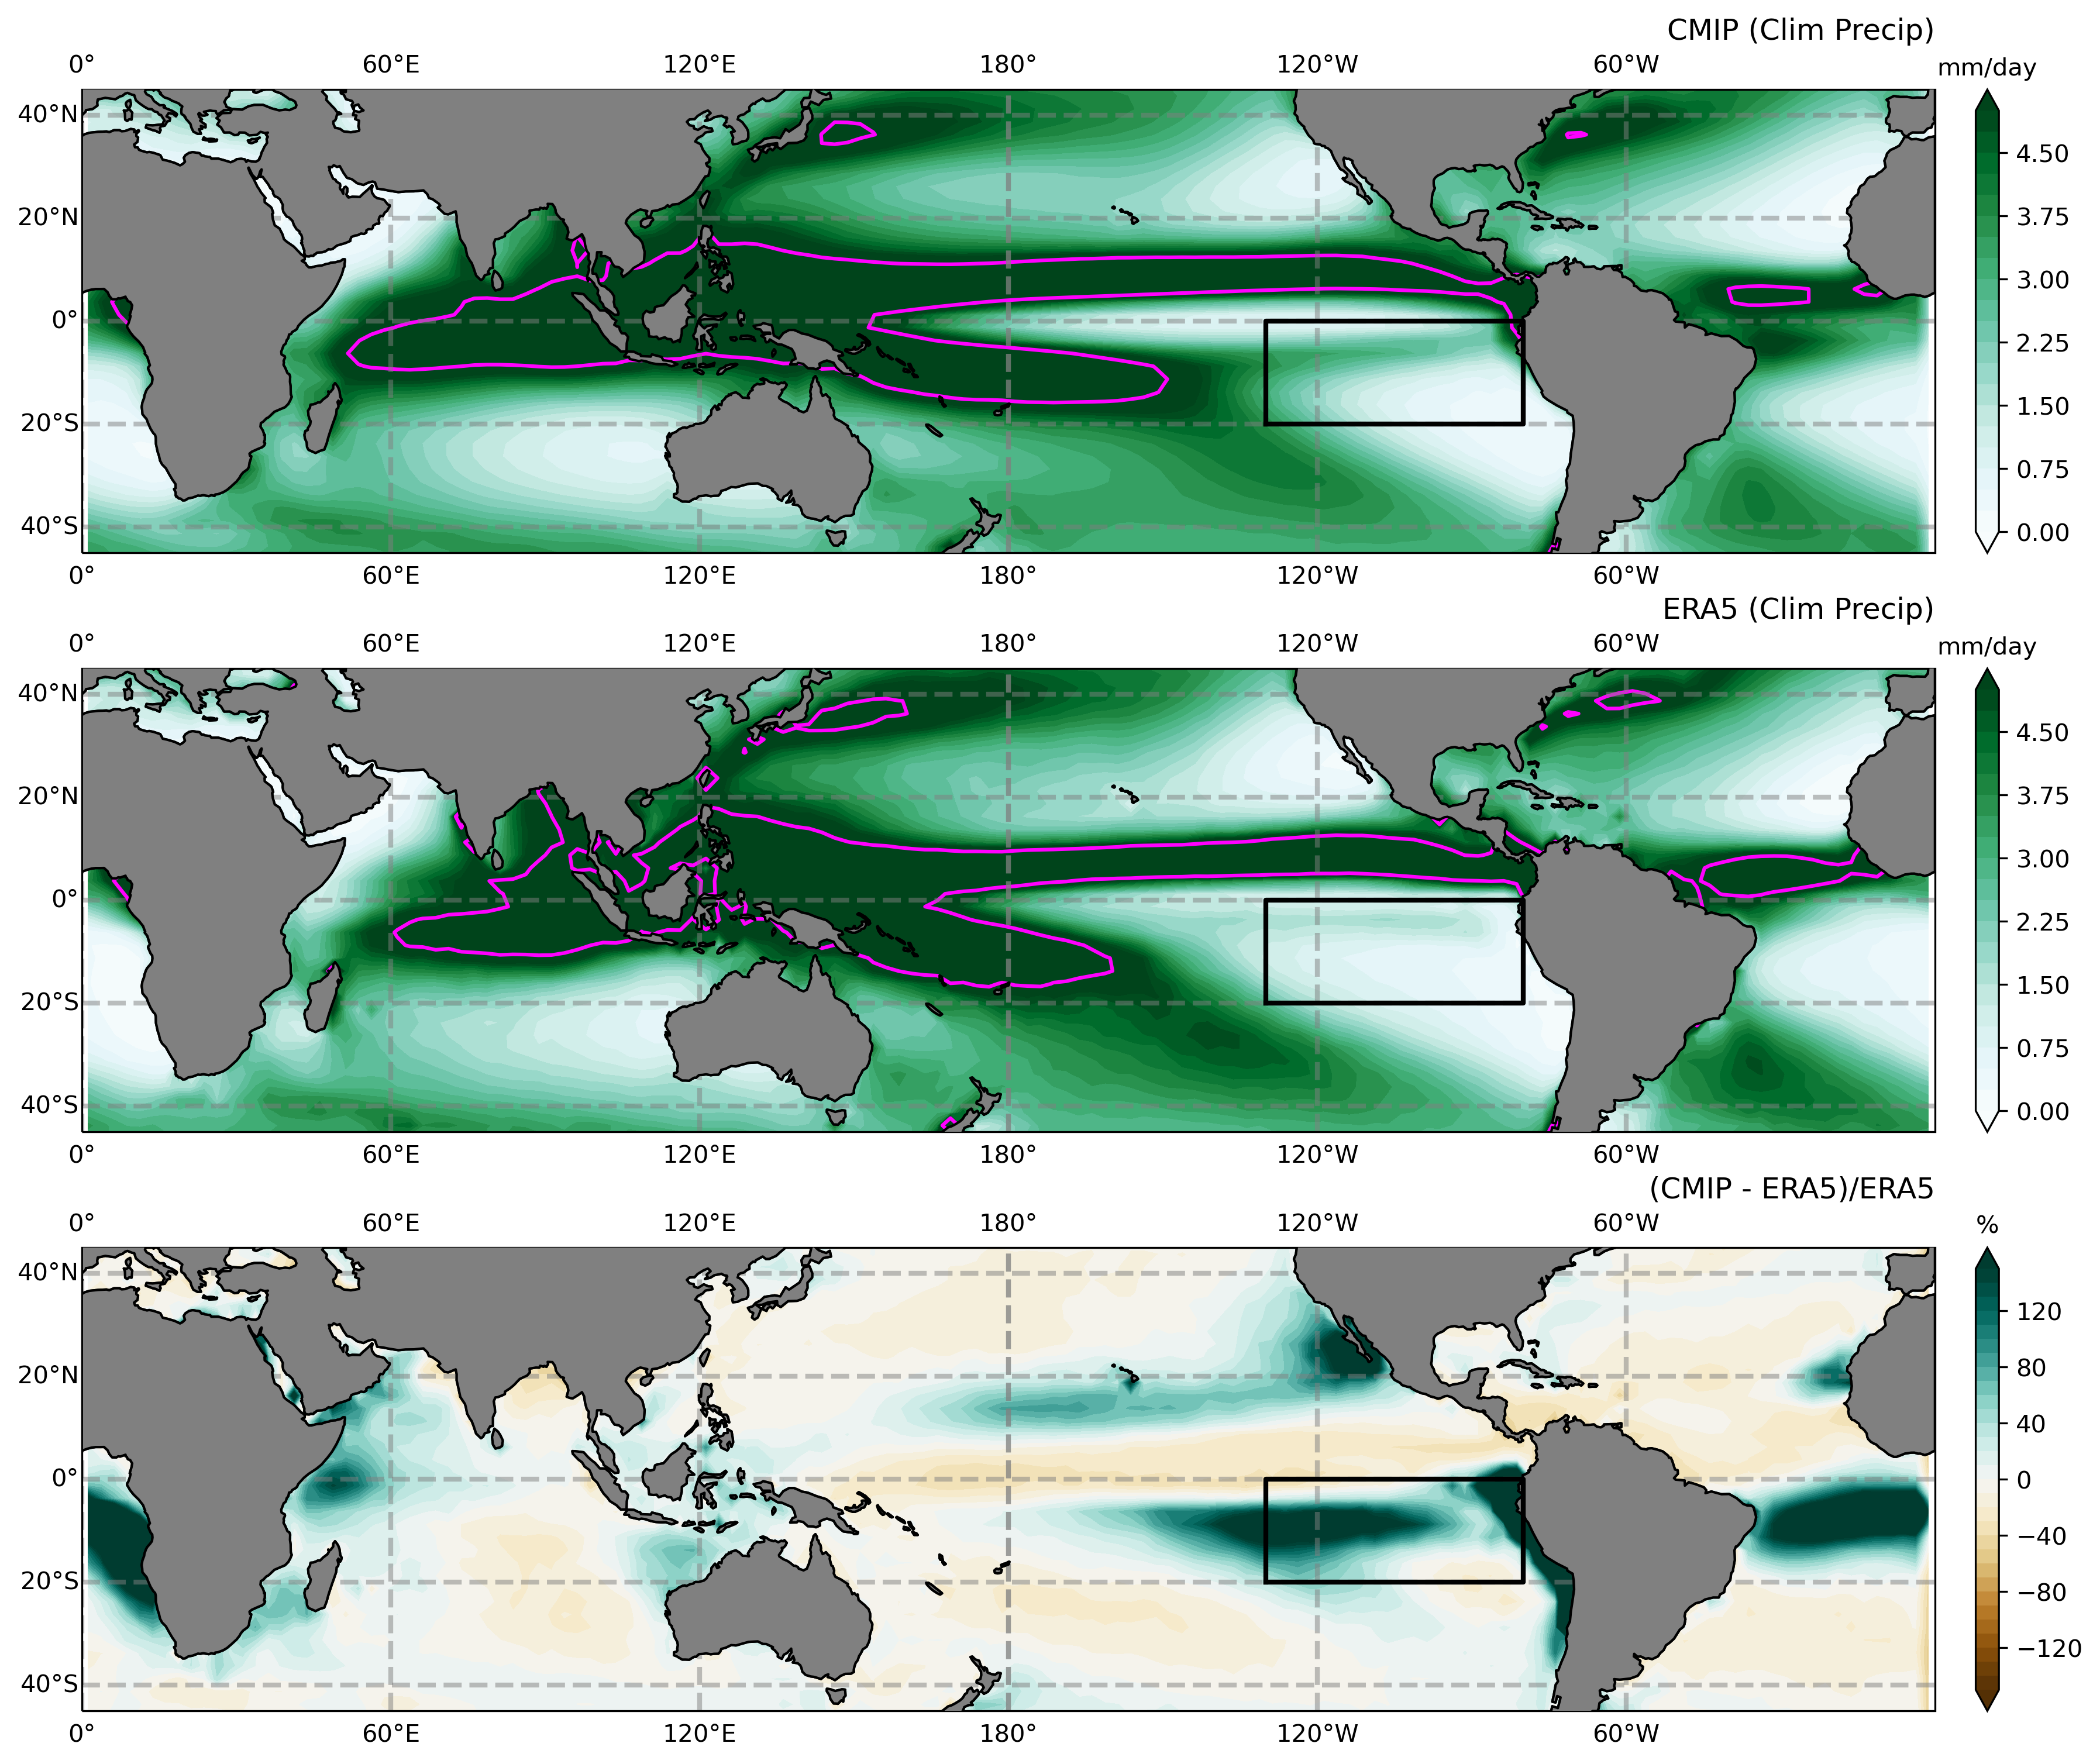 CMIP (Clim Precip)
0° 60°E 120°E 180° 120°W 60°W mm/day
40°N
20°N
0°
20°S
40°S
4.50
3.75
3.00
2.25
1.50
0.75
0.00
0° 60°E 120°E 180° 120°W 60°W
ERA5 (Clim Precip)
0° 60°E 120°E 180° 120°W 60°W mm/day
40°N
20°N
0°
20°S
40°S
4.50
3.75
3.00
2.25
1.50
0.75
0.00
0° 60°E 120°E 180° 120°W 60°W
(CMIP - ERA5)/ERA5
0° 60°E 120°E 180° 120°W 60°W %
40°N
20°N
0°
20°S
40°S
120
80
40
0
−40
−80
−120
0° 60°E 120°E 180° 120°W 60°W